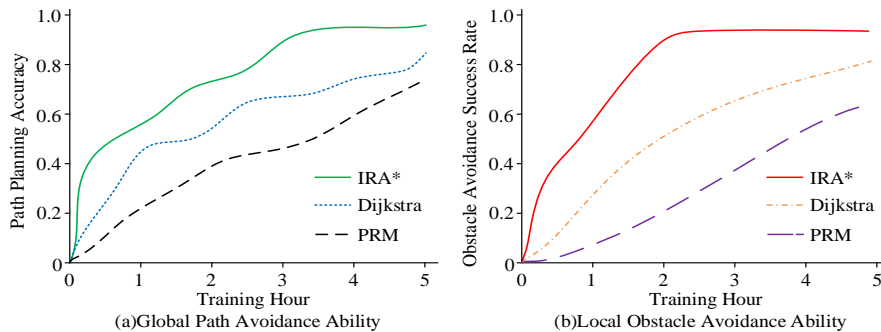 Path Planning Accuracy
1.0
0.8
0.6
0.4
0.2
0
IRA*
Dijkstra
PRM
0 1 2 3 4 5
Training Hour
(a)Global Path Avoidance Ability
Obstacle Avoidance Success Rate
1.0
0.8
0.6
0.4
0.2
0
IRA*
Dijkstra
PRM
0 1 2 3 4 5
Training Hour
(b)Local Obstacle Avoidance Ability